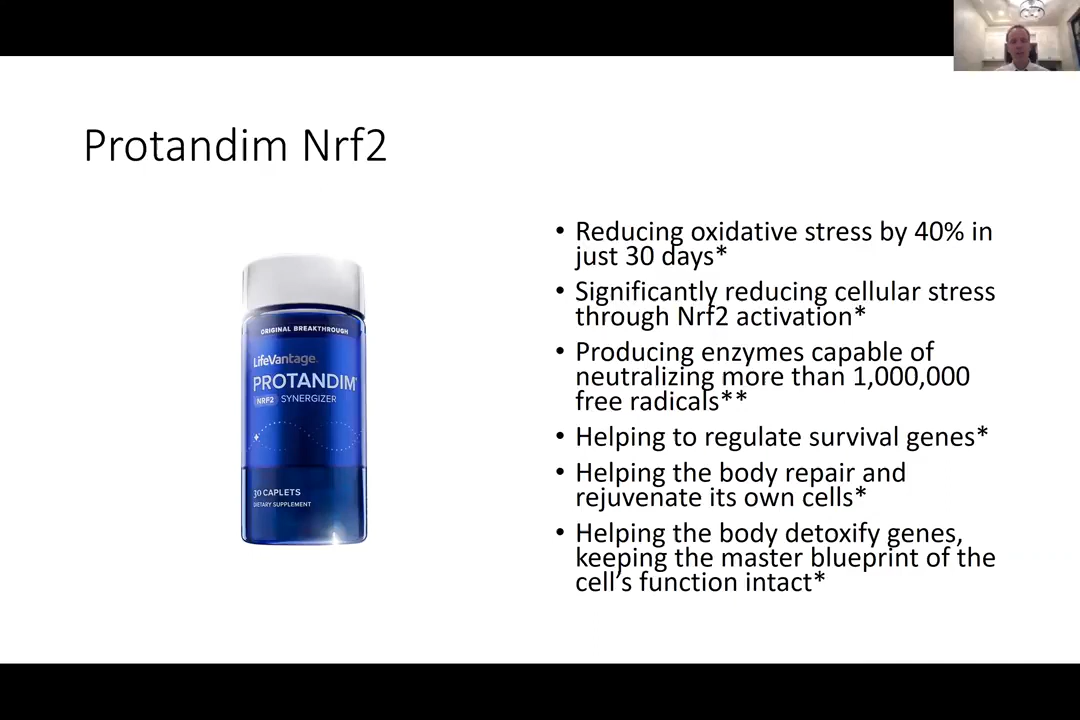 Protandim Nrf2
ORIGINAL BREAKTHROUGH
LifeVantage
PROTANDIM
NRF2 SYNERGIZER
30 CAPLETS
DIETARY SUPPLEMENT
• Reducing oxidative stress by 40% in
just 30 days*
• Significantly reducing cellular stress
through Nrf2 activation*
• Producing enzymes capable of
neutralizing more than 1,000,000
free radicals**
• Helping to regulate survival genes*
• Helping the body repair and
rejuvenate its own cells*
• Helping the body detoxify genes,
keeping the master blueprint of the
cell's function intact*